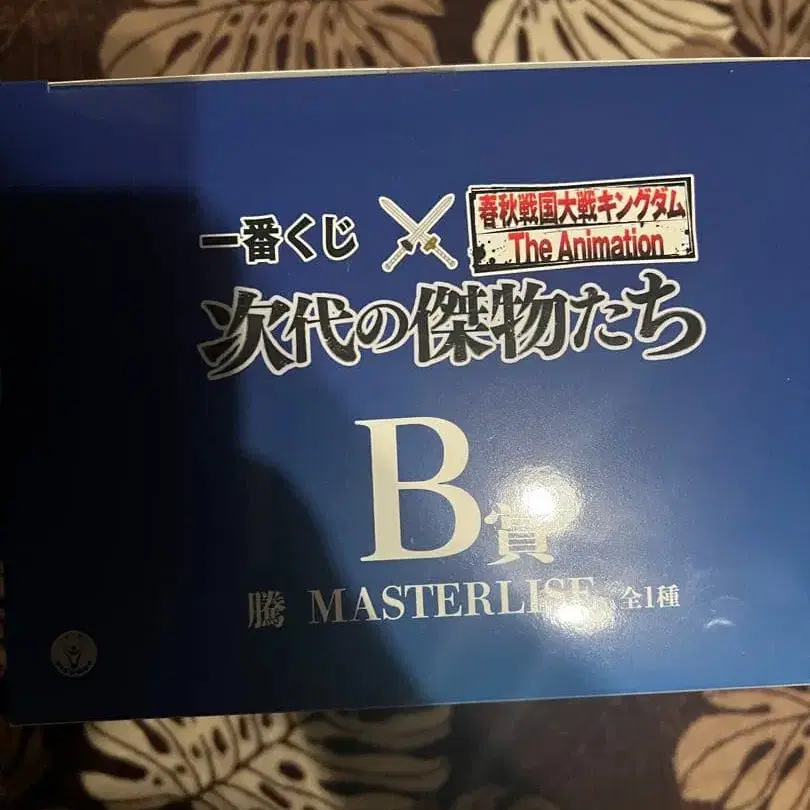 一番くじ
春秋戦国大戦キングダム
The Animation
次代の傑物たち
B賞
騰 MASTERLISE 全1種